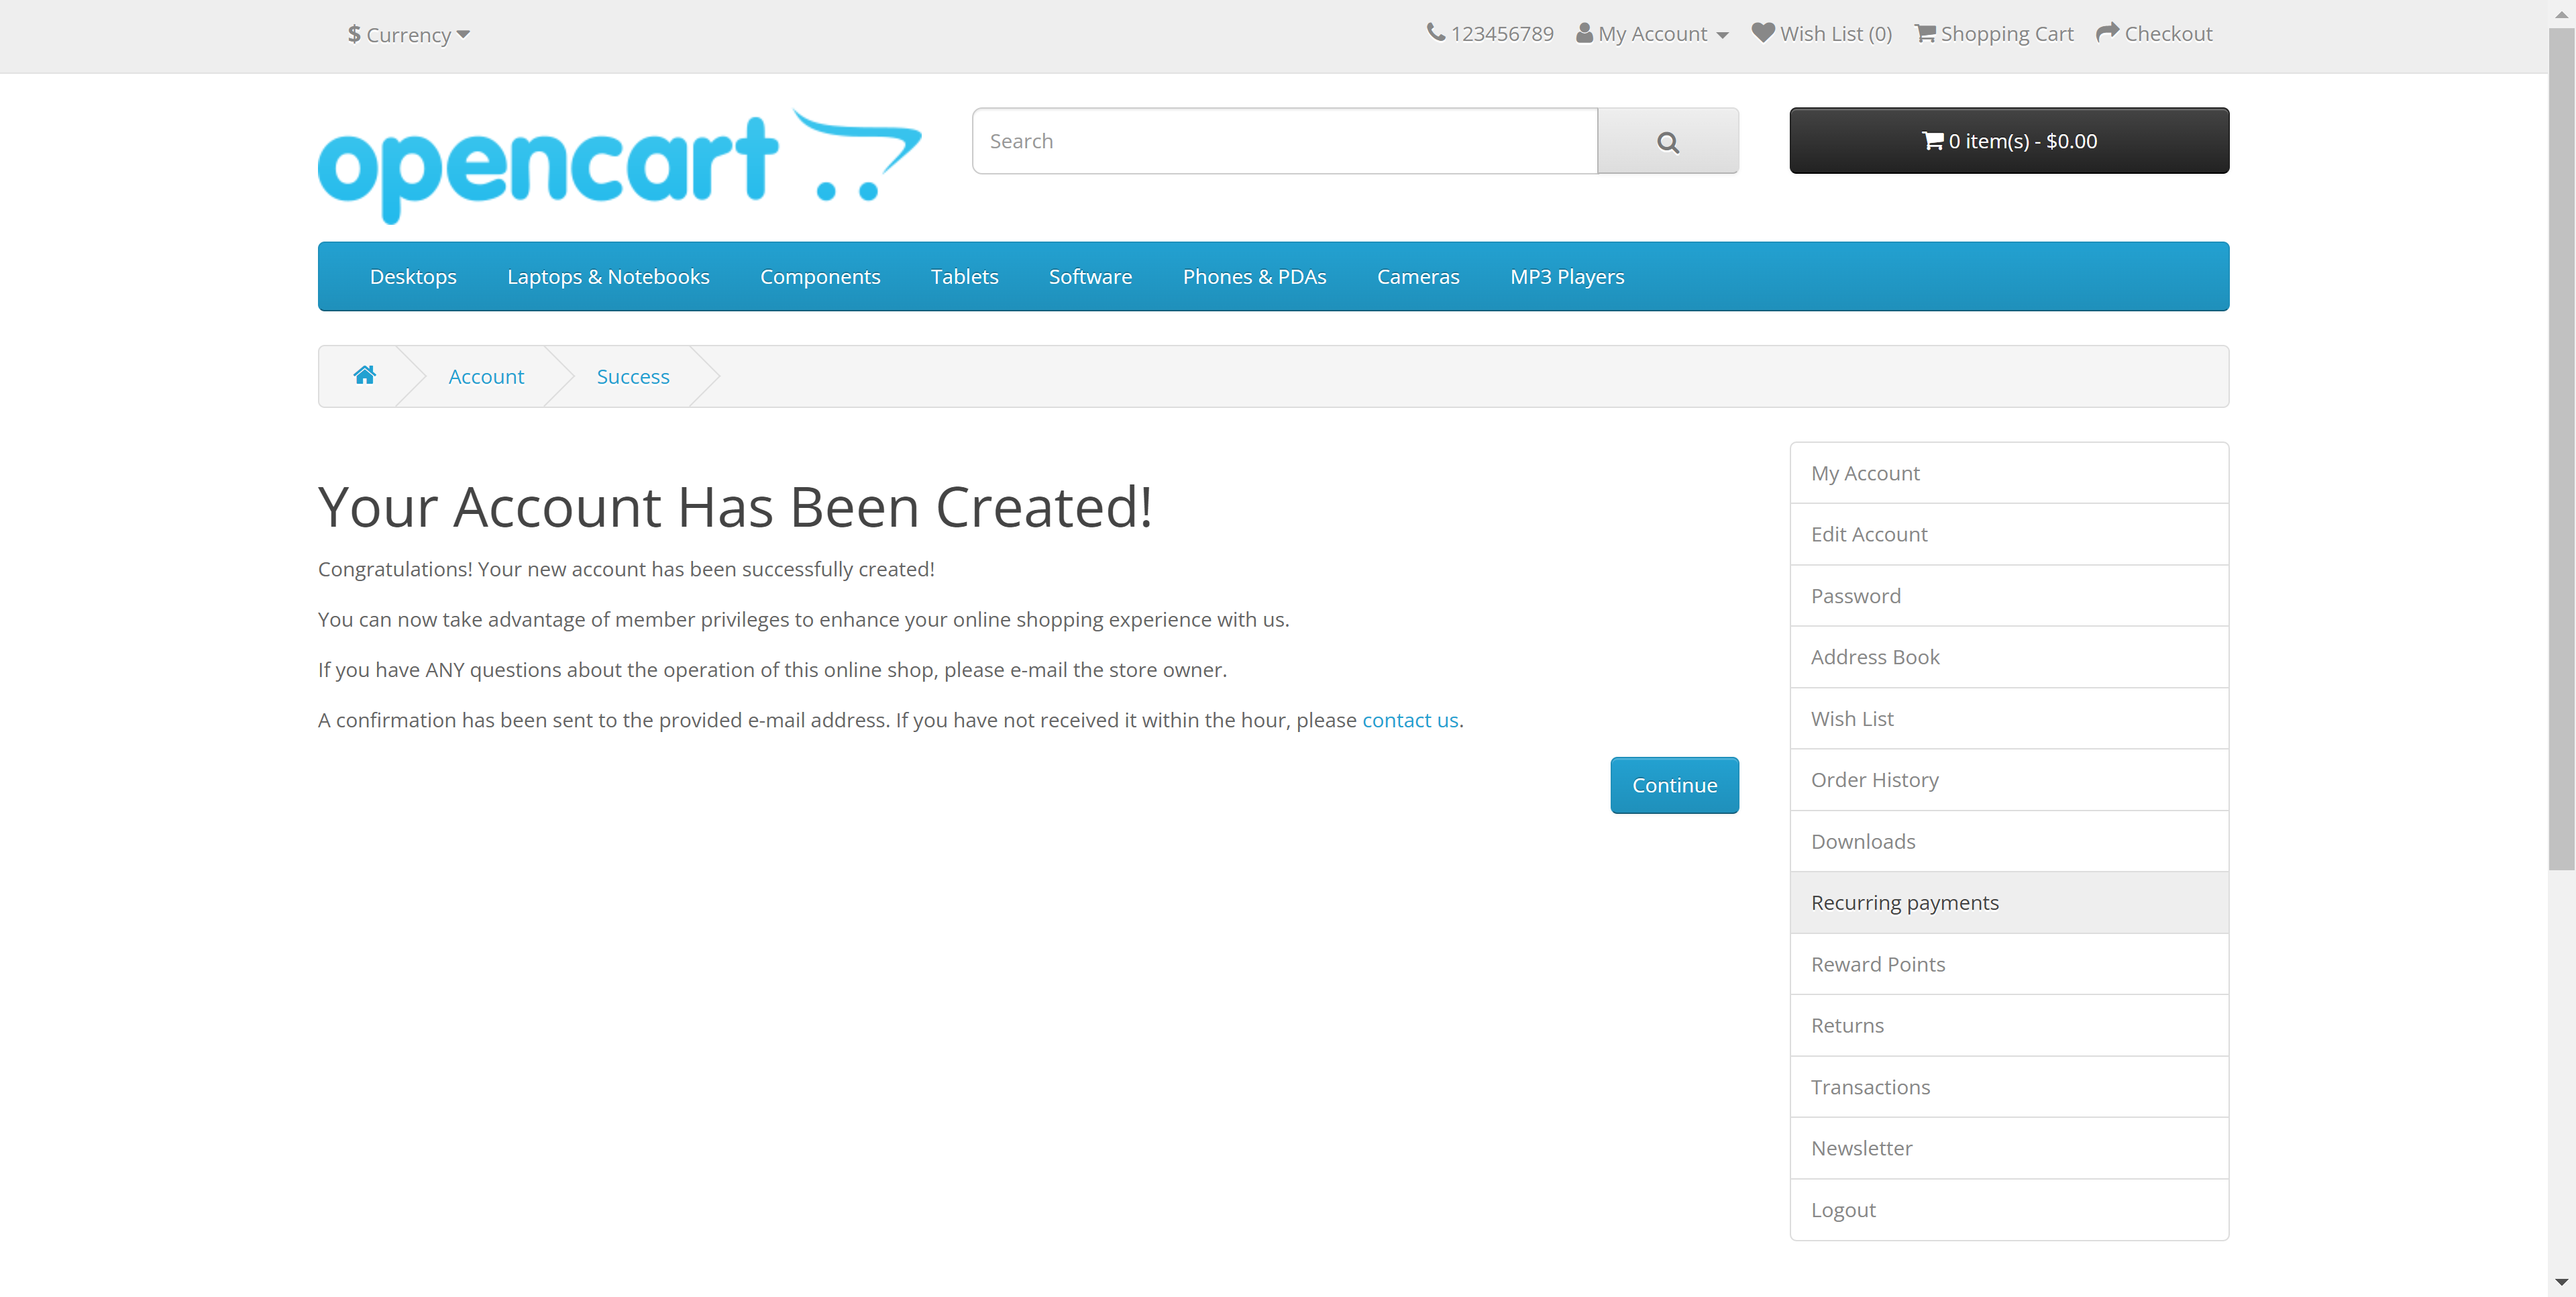 $ Currency
123456789 My Account Wish List (0) Shopping Cart Checkout
opencart
Search
0 item(s) - $0.00
Desktops Laptops & Notebooks Components Tablets Software Phones & PDAs Cameras MP3 Players
Account Success
Your Account Has Been Created!
Congratulations! Your new account has been successfully created!
You can now take advantage of member privileges to enhance your online shopping experience with us.
If you have ANY questions about the operation of this online shop, please e-mail the store owner.
A confirmation has been sent to the provided e-mail address. If you have not received it within the hour, please contact us.
Continue
My Account
Edit Account
Password
Address Book
Wish List
Order History
Downloads
Recurring payments
Reward Points
Returns
Transactions
Newsletter
Logout